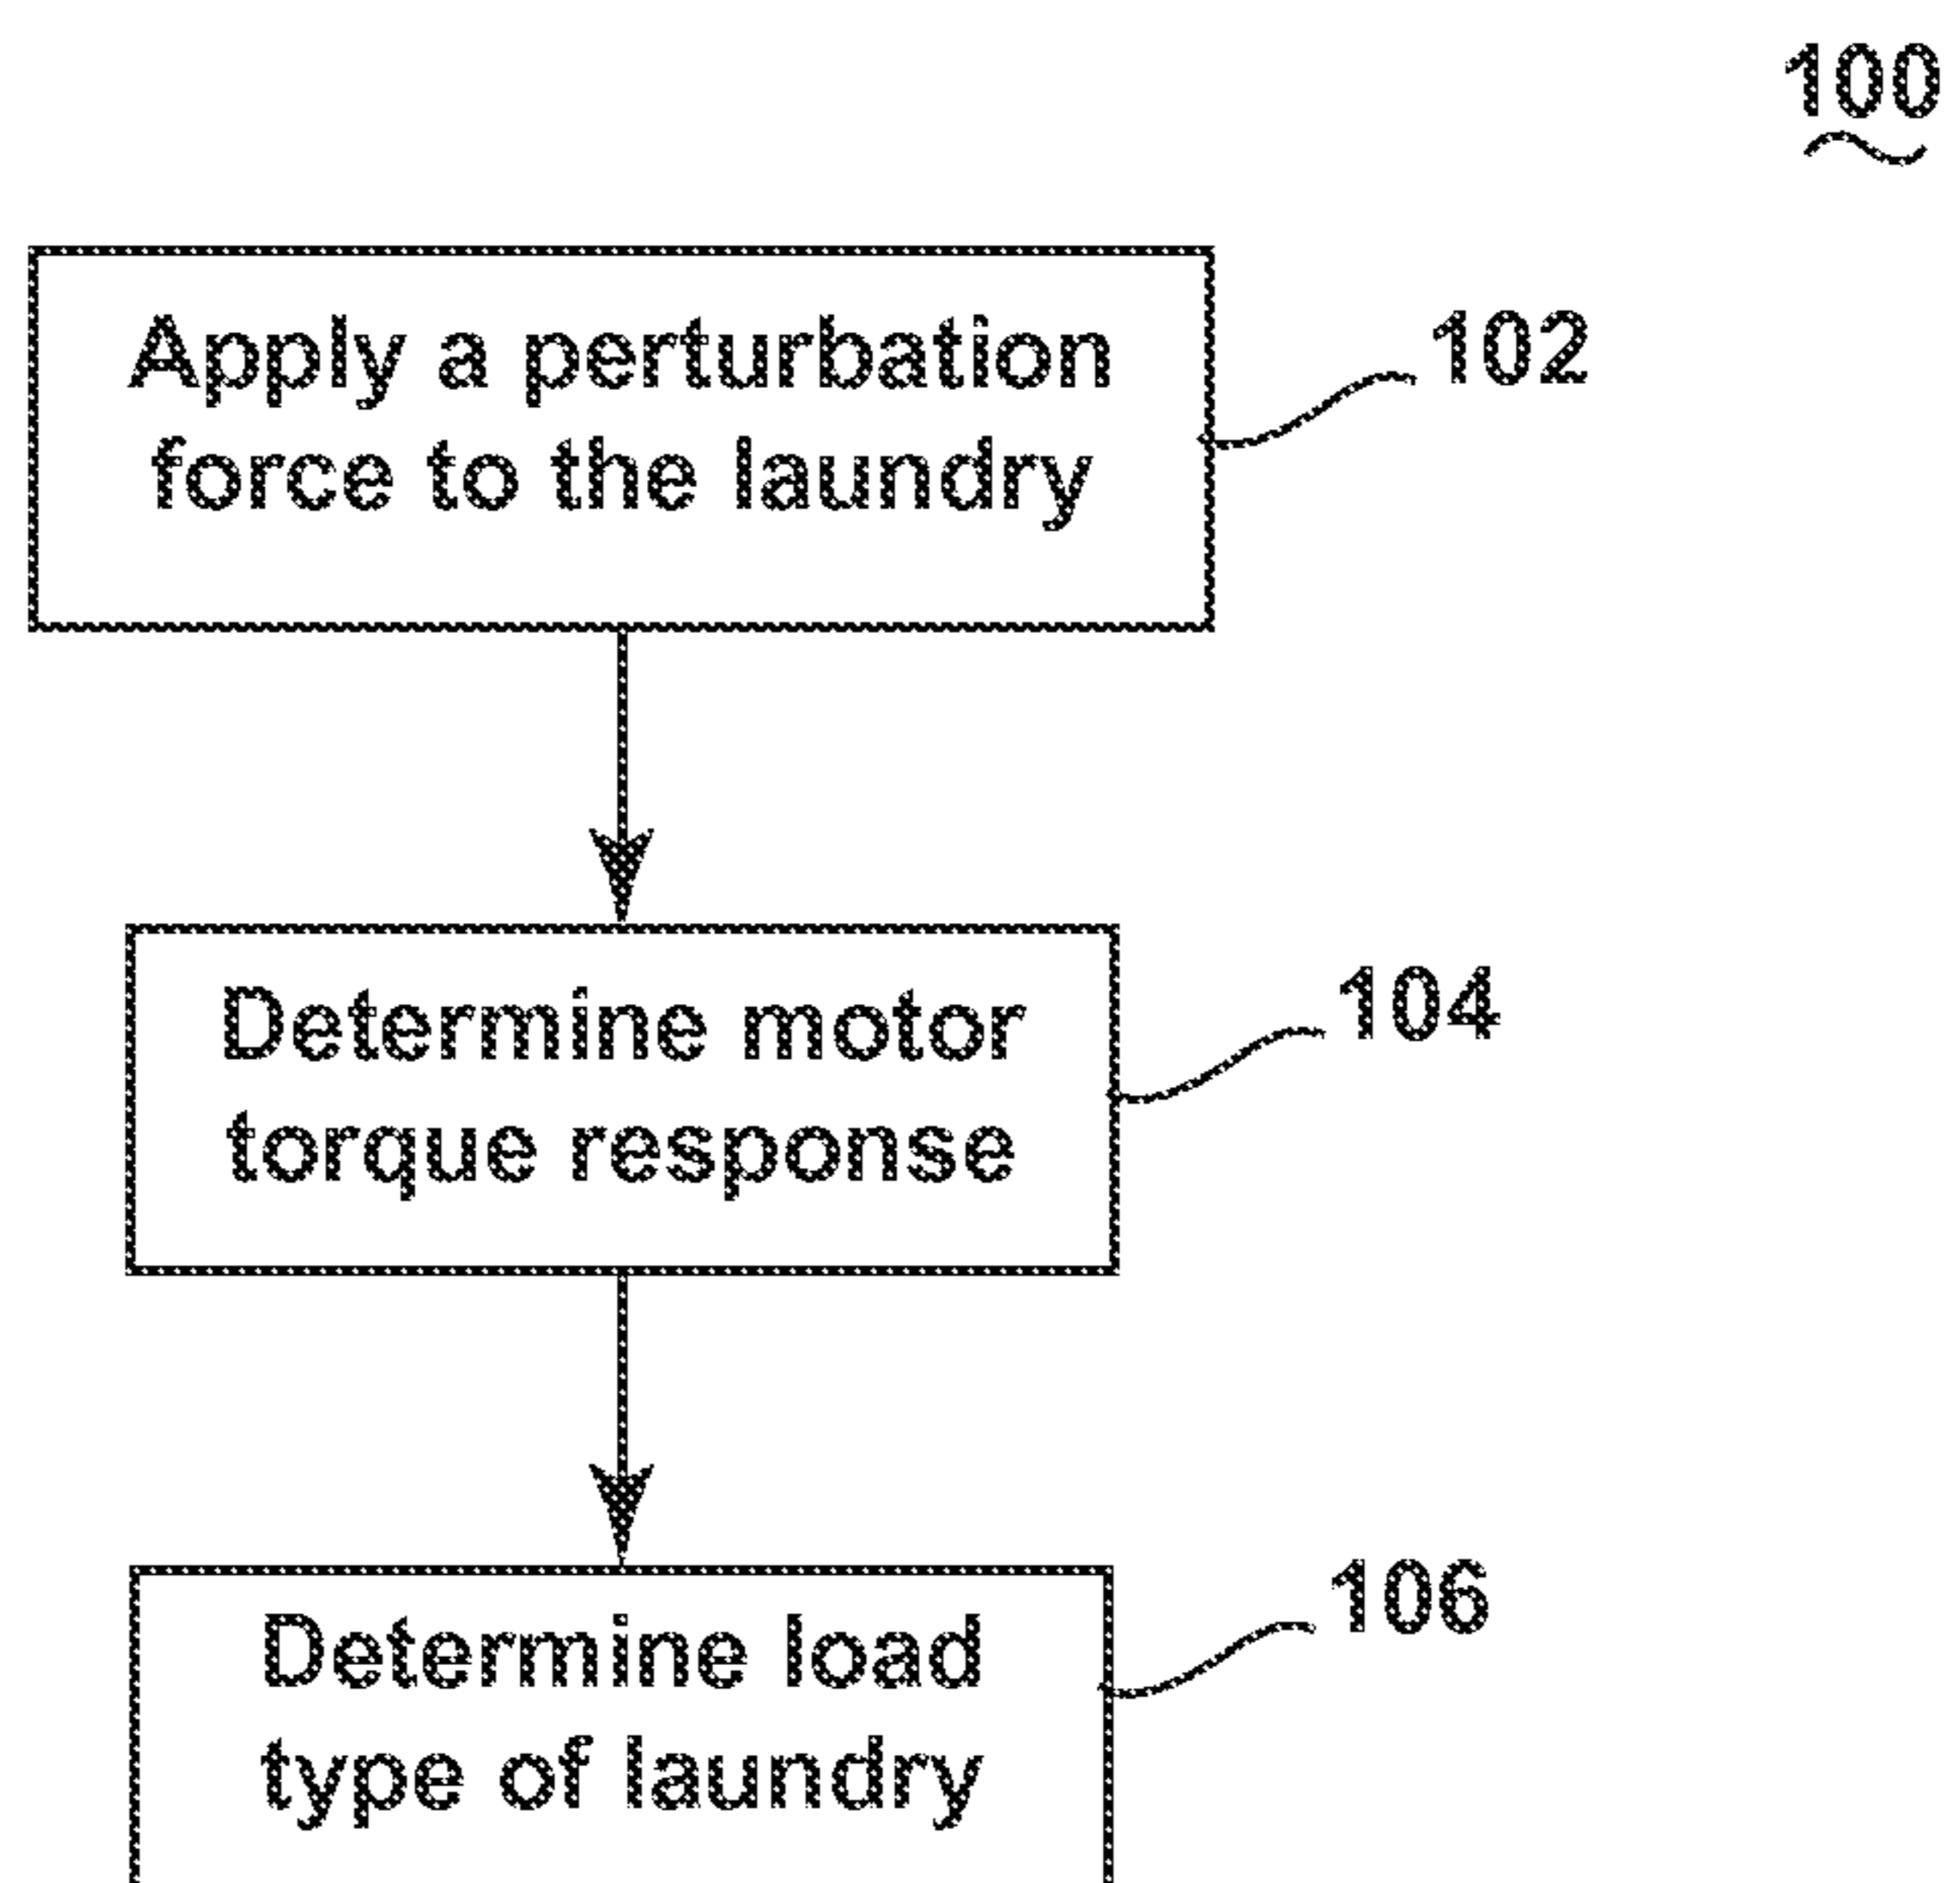 100
Apply a perturbation
force to the laundry
102
Determine motor
torque response
104
Determine load
type of laundry
106